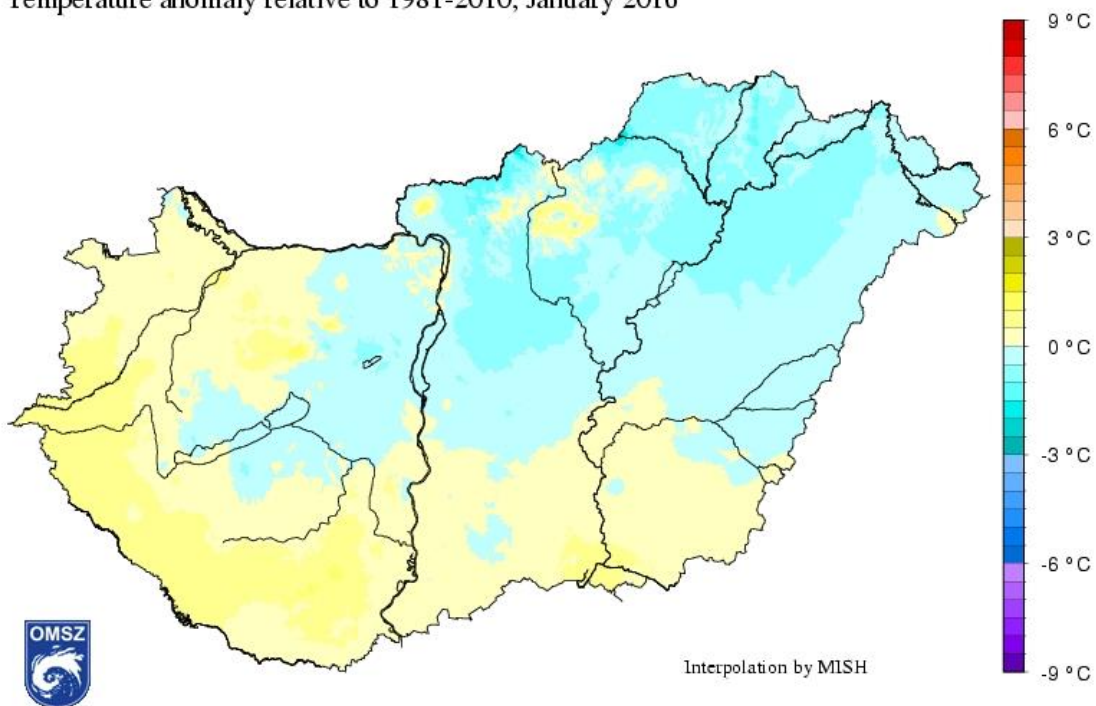 Temperature anomaly relative to 1981-2010, January 2016
9 °C
6 °C
3 °C
0 °C
-3 °C
-6 °C
-9 °C
OMSZ
Interpolation by MISH